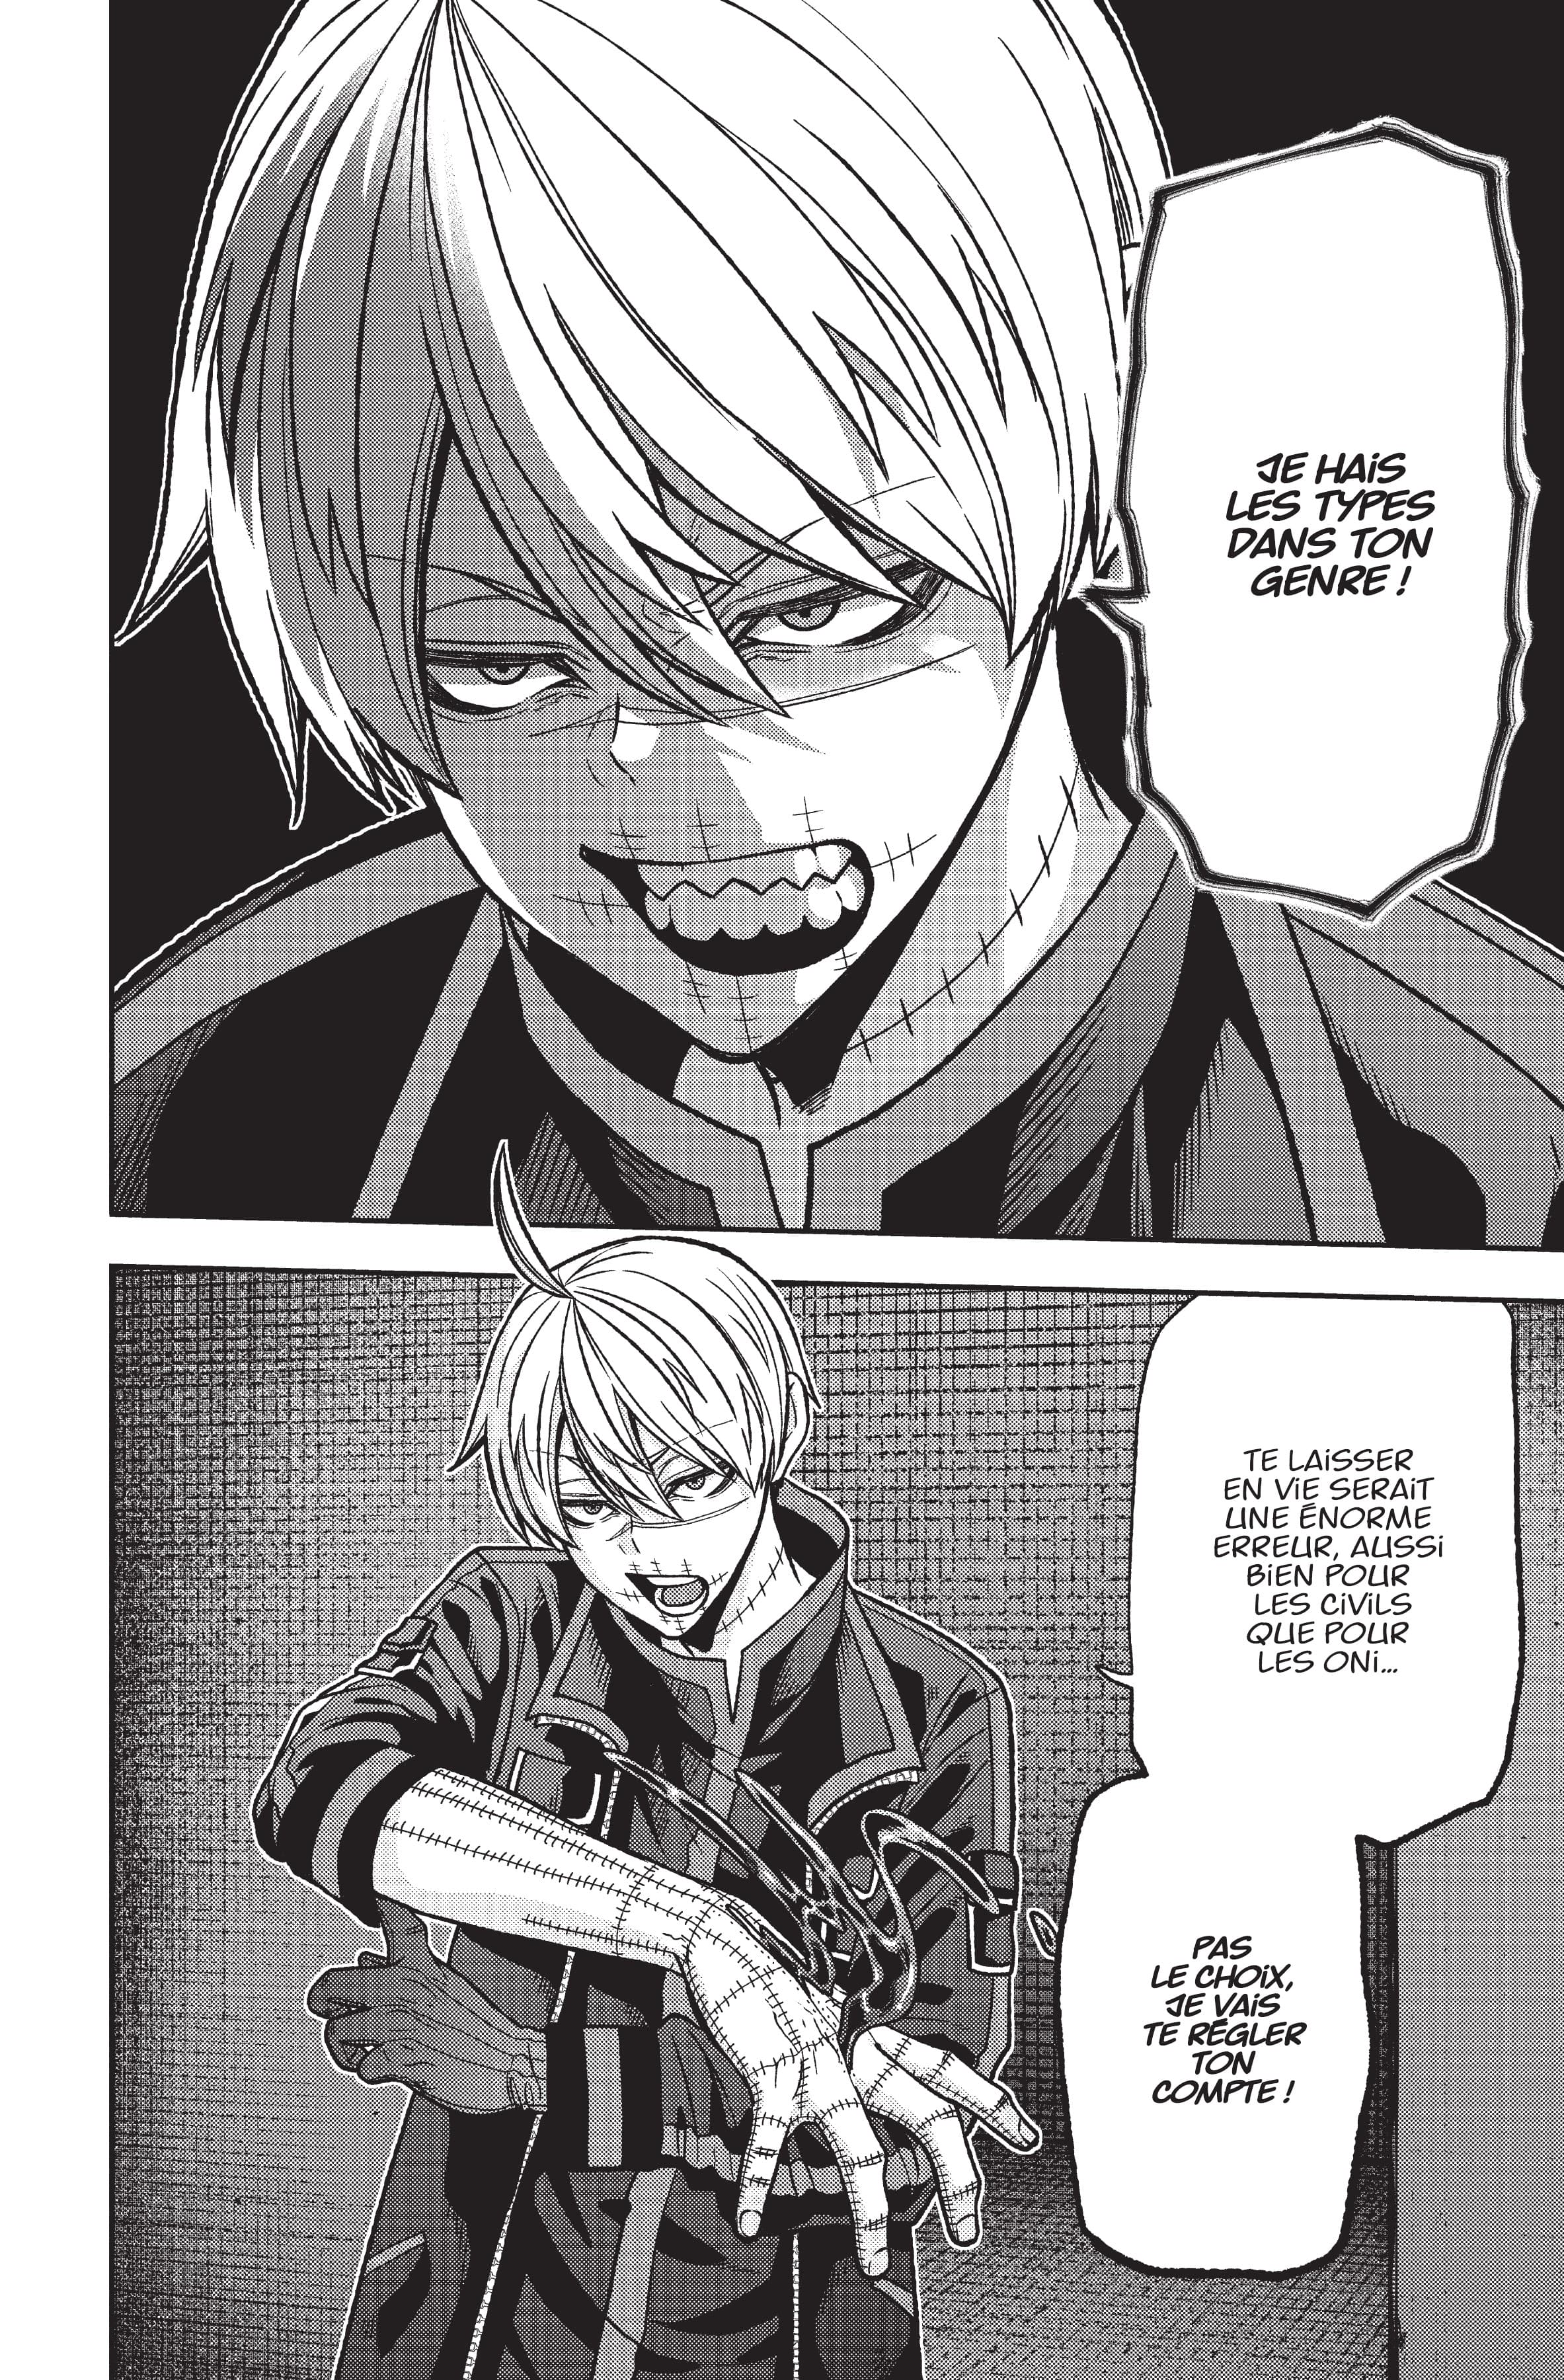 JE HAIS
LES TYPES
DANS TON
GENRE !
TE LAISSER
EN VIE SERAIT
UNE ÉNORME
ERREUR, AUSSI
BIEN POUR
LES CIVILS
QUE POUR
LES ONI...
PAS
LE CHOIX,
JE VAIS
TE RÉGLER
TON
COMPTE !